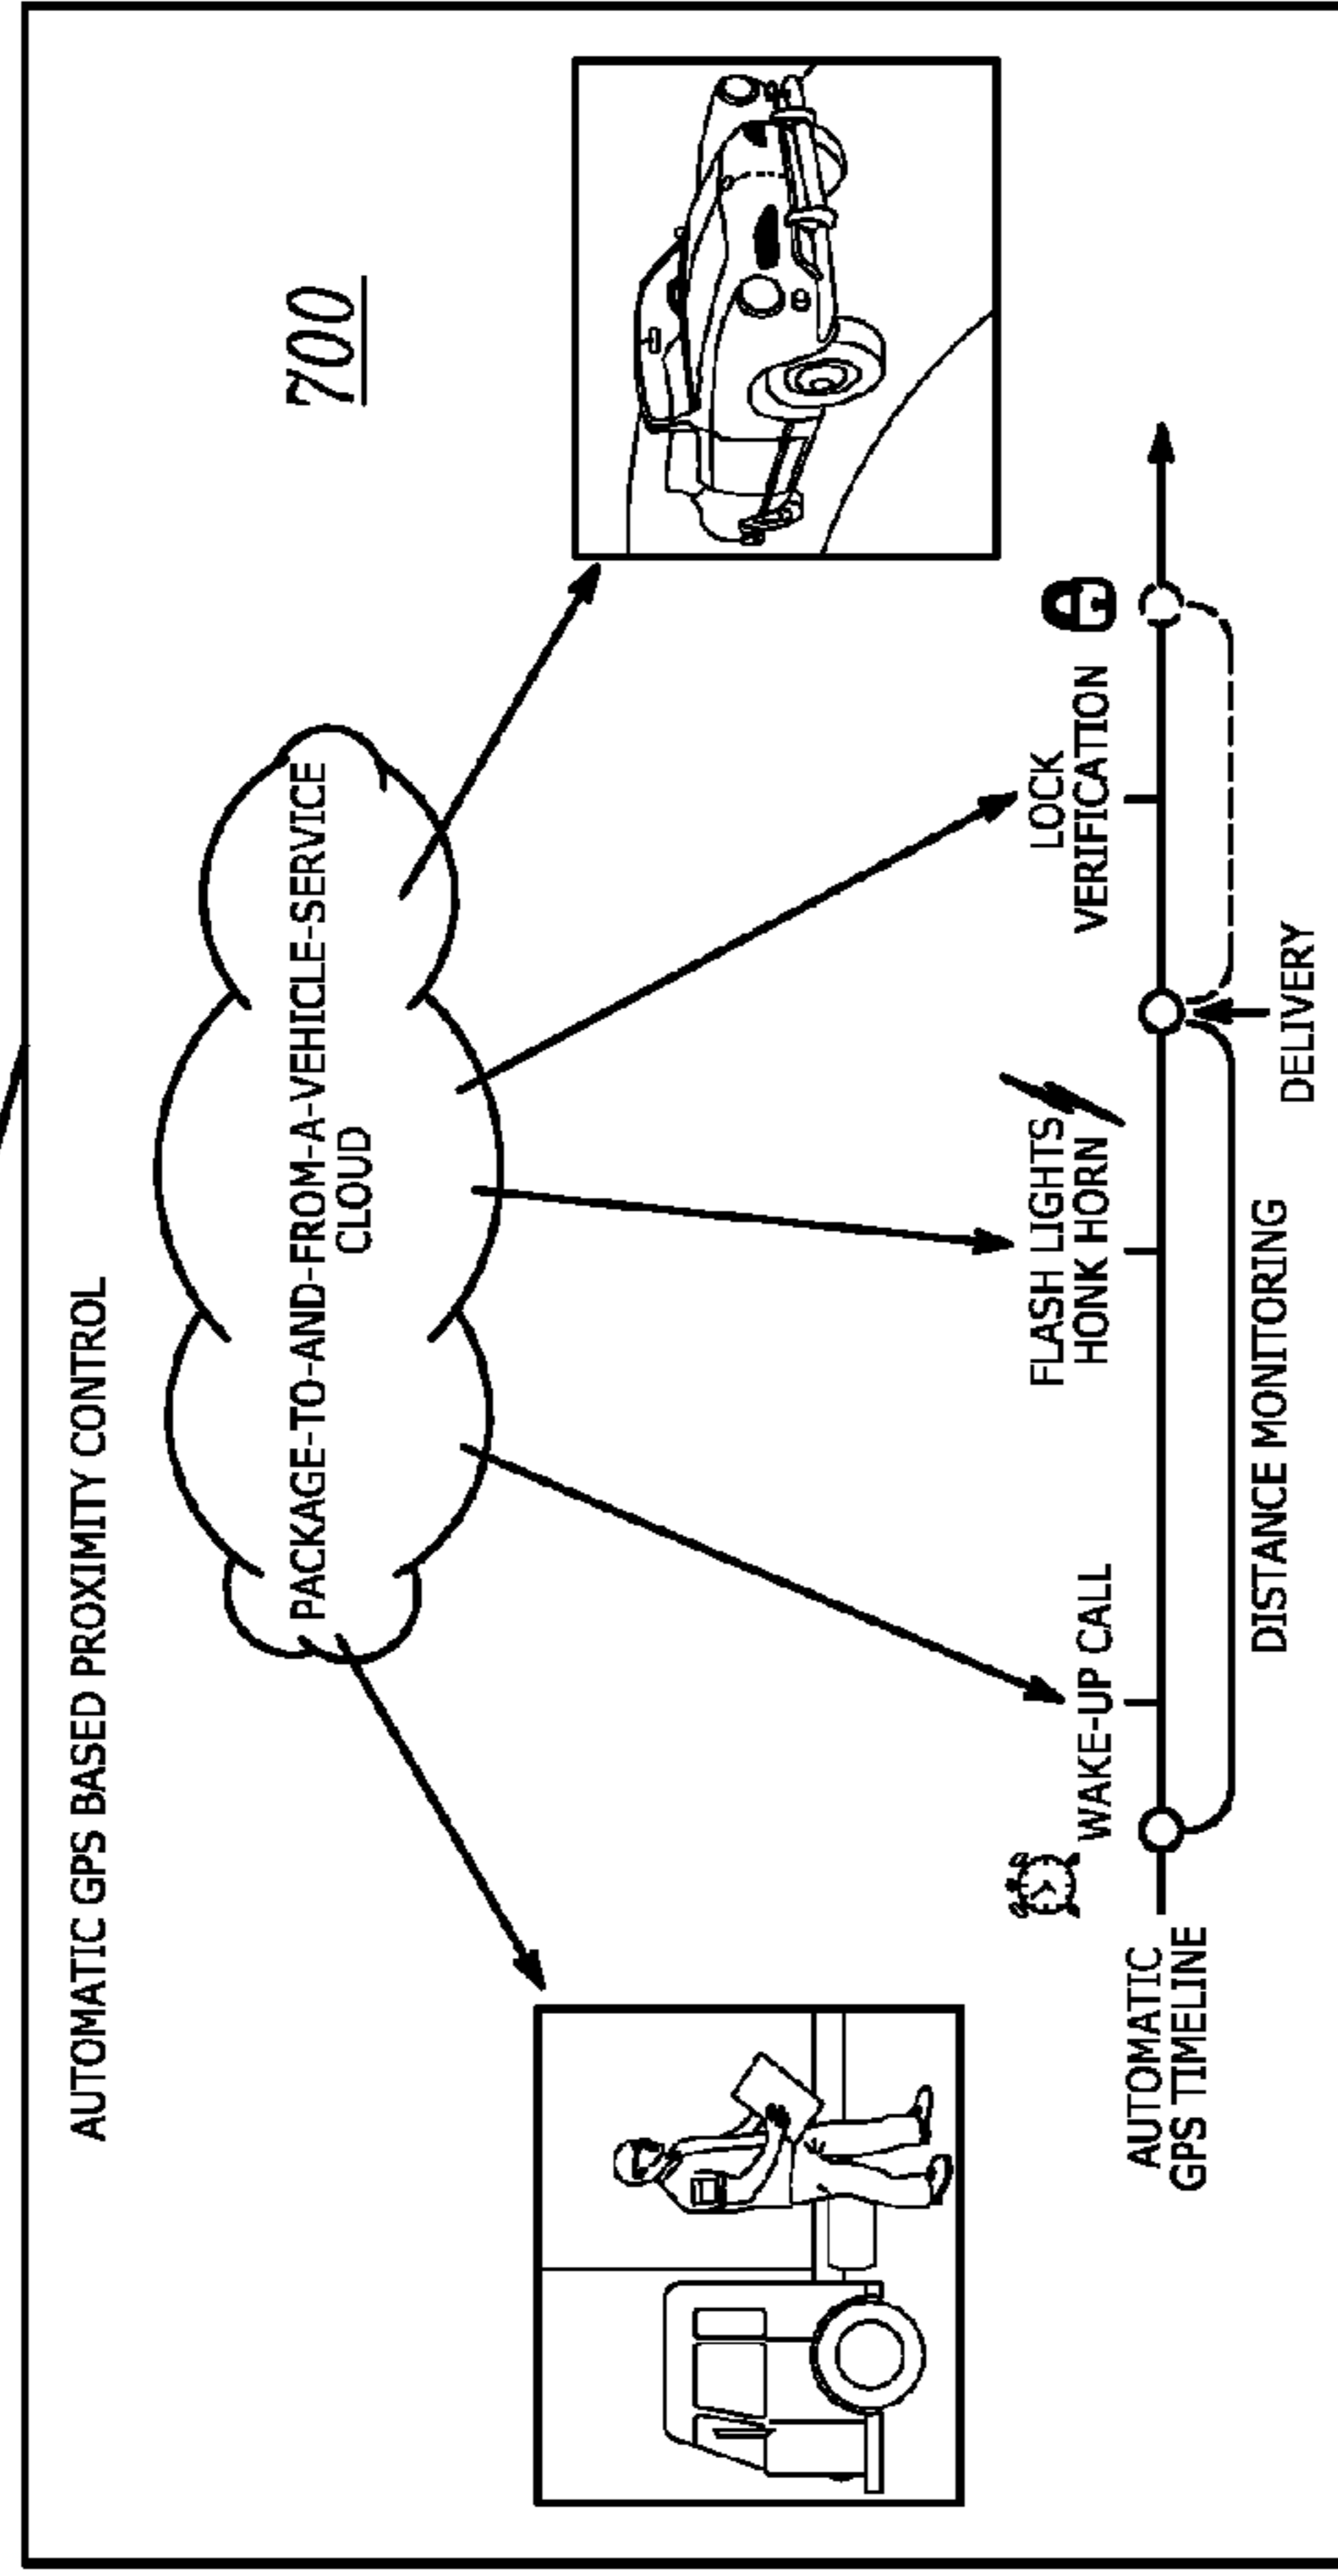 AUTOMATIC GPS BASED PROXIMITY CONTROL
700
PACKAGE-TO-AND-FROM-A-VEHICLE-SERVICE
CLOUD
WAKE-UP CALL
FLASH LIGHTS
HONK HORN
LOCK
VERIFICATION
AUTOMATIC
GPS TIMELINE
DISTANCE MONITORING
DELIVERY